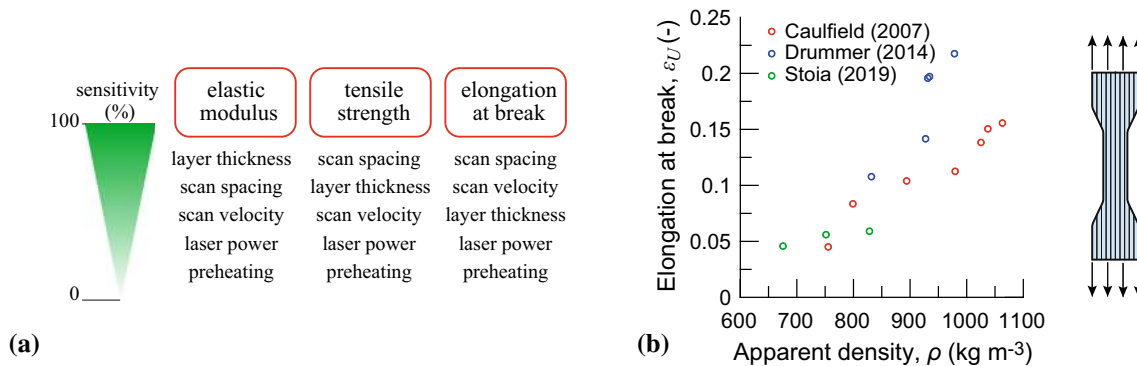 sensitivity
(%)
100
0
elastic
modulus
layer thickness
scan spacing
scan velocity
laser power
preheating
tensile
strength
scan spacing
layer thickness
scan velocity
laser power
preheating
elongation
at break
scan spacing
scan velocity
layer thickness
laser power
preheating
(a)
Elongation at break, εU (-)
0.25
0.2
0.15
0.1
0.05
0
Caulfield (2007)
Drummer (2014)
Stoia (2019)
600 700 800 900 1000 1100
Apparent density, ρ (kg m-3)
(b)